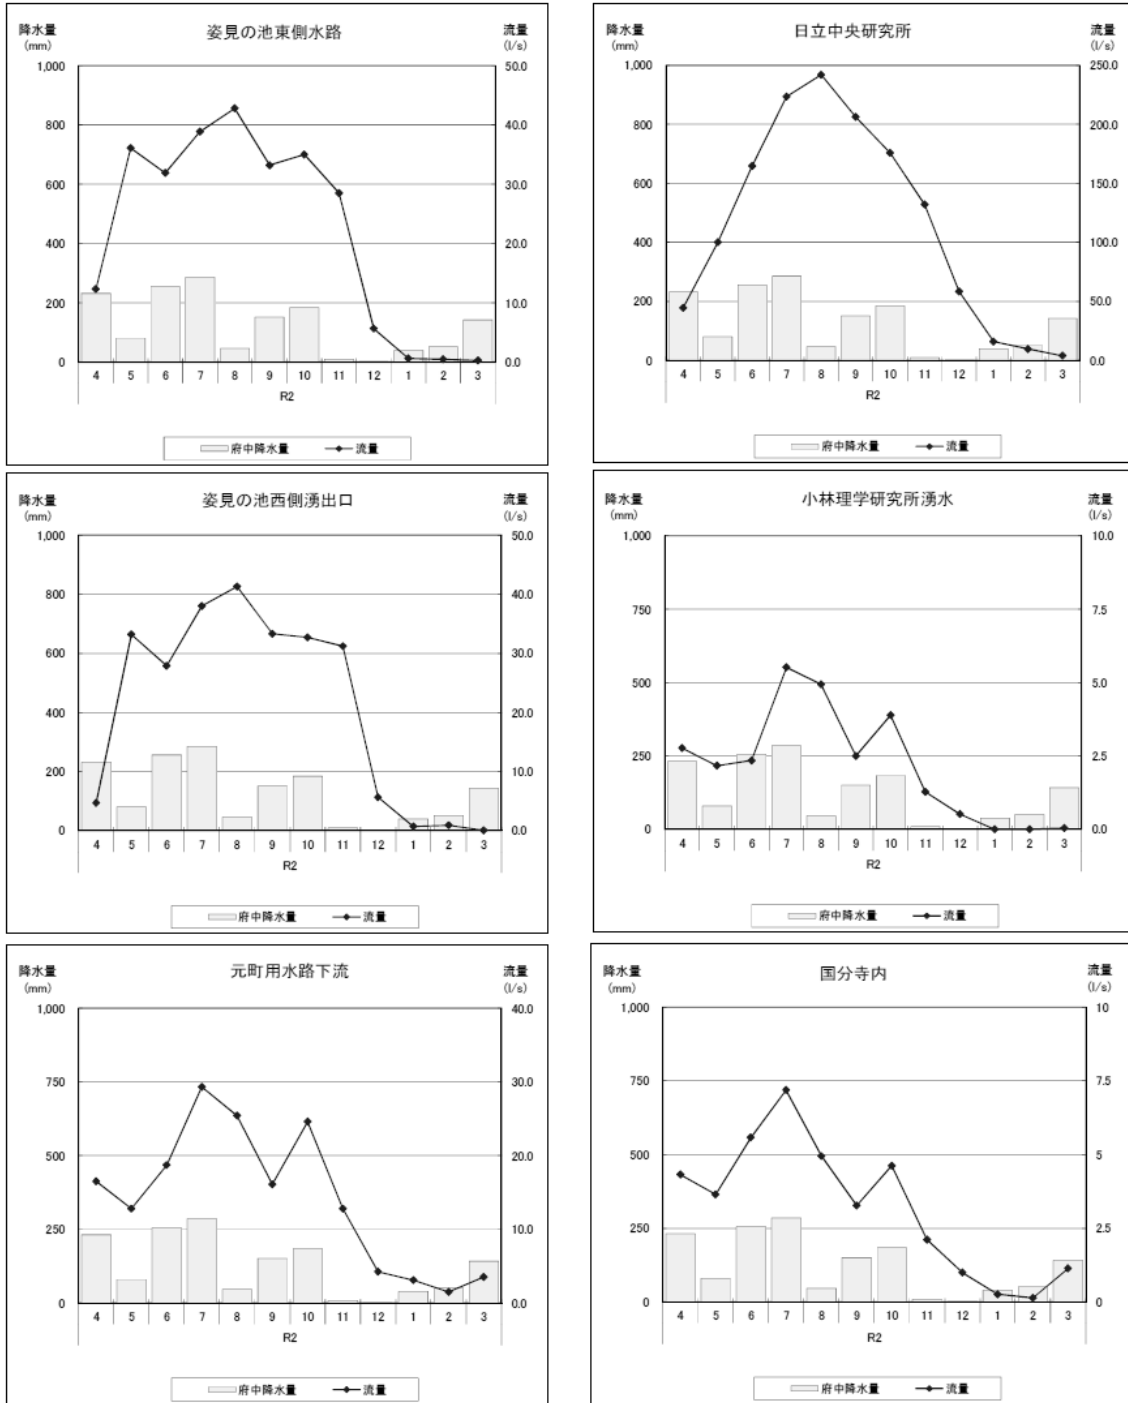 姿見の池東側水路
降水量
(mm)
流量
(l/s)
1,000
800
600
400
200
0
50.0
40.0
30.0
20.0
10.0
0.0
4 5 6 7 8 9 10 11 12 1 2 3
R2
府中降水量 流量
日立中央研究所
降水量
(mm)
流量
(l/s)
1,000
800
600
400
200
0
250.0
200.0
150.0
100.0
50.0
0.0
4 5 6 7 8 9 10 11 12 1 2 3
R2
府中降水量 流量
姿見の池西側湧出口
降水量
(mm)
流量
(l/s)
1,000
800
600
400
200
0
50.0
40.0
30.0
20.0
10.0
0.0
4 5 6 7 8 9 10 11 12 1 2 3
R2
府中降水量 流量
小林理学研究所湧水
降水量
(mm)
流量
(l/s)
1,000
750
500
250
0
10.0
7.5
5.0
2.5
0.0
4 5 6 7 8 9 10 11 12 1 2 3
R2
府中降水量 流量
元町用水路下流
降水量
(mm)
流量
(l/s)
1,000
750
500
250
0
40.0
30.0
20.0
10.0
0.0
4 5 6 7 8 9 10 11 12 1 2 3
R2
府中降水量 流量
国分寺内
降水量
(mm)
流量
(l/s)
1,000
750
500
250
0
10
7.5
5
2.5
0
4 5 6 7 8 9 10 11 12 1 2 3
R2
府中降水量 流量